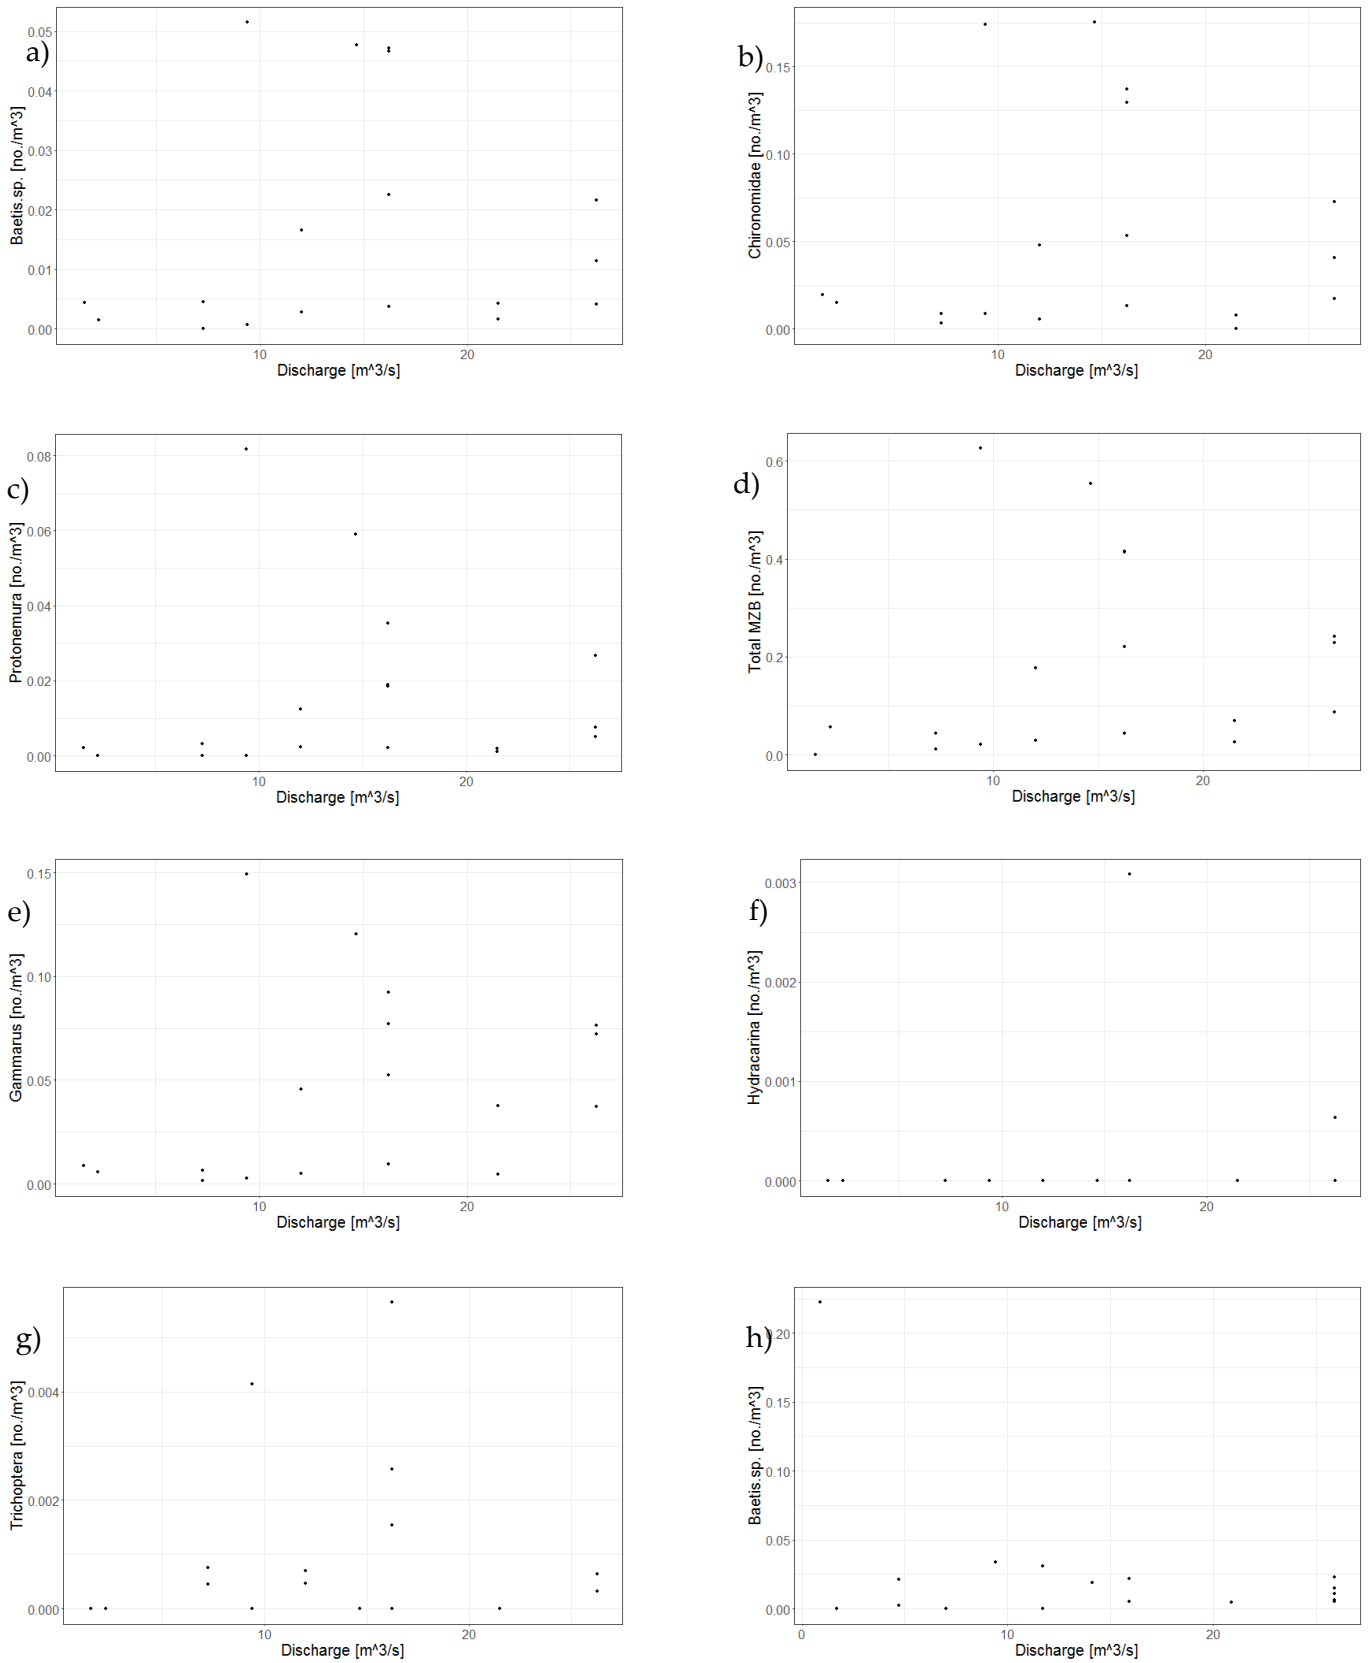 a)
0.05
0.04
0.03
0.02
0.01
0.00
Baetis.sp. [no./m^3]
10
20
Discharge [m^3/s]
b)
0.15
0.10
0.05
0.00
Chironomidae [no./m^3]
10
20
Discharge [m^3/s]
c)
0.08
0.06
0.04
0.02
0.00
Protonemura [no./m^3]
10
20
Discharge [m^3/s]
d)
0.6
0.4
0.2
0.0
Total MZB [no./m^3]
10
20
Discharge [m^3/s]
e)
0.15
0.10
0.05
0.00
Gammarus [no./m^3]
10
20
Discharge [m^3/s]
f)
0.003
0.002
0.001
0.000
Hydracarina [no./m^3]
10
20
Discharge [m^3/s]
g)
0.004
0.002
0.000
Trichoptera [no./m^3]
10
20
Discharge [m^3/s]
h)
0.20
0.15
0.10
0.05
0.00
Baetis.sp. [no./m^3]
0
10
20
Discharge [m^3/s]